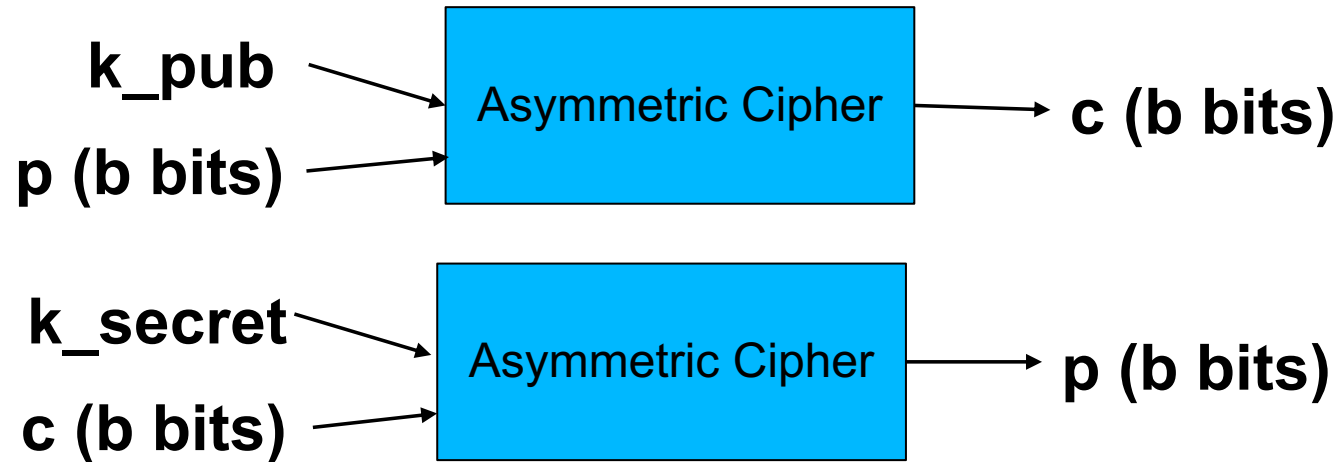 k_pub
p (b bits)
Asymmetric Cipher
c (b bits)
k_secret
c (b bits)
Asymmetric Cipher
p (b bits)